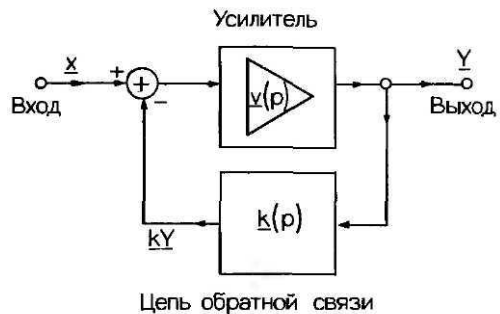 Усилитель
x
+
+
−
v(p)
Y
Вход
Выход
k(p)
kY
Цепь обратной связи